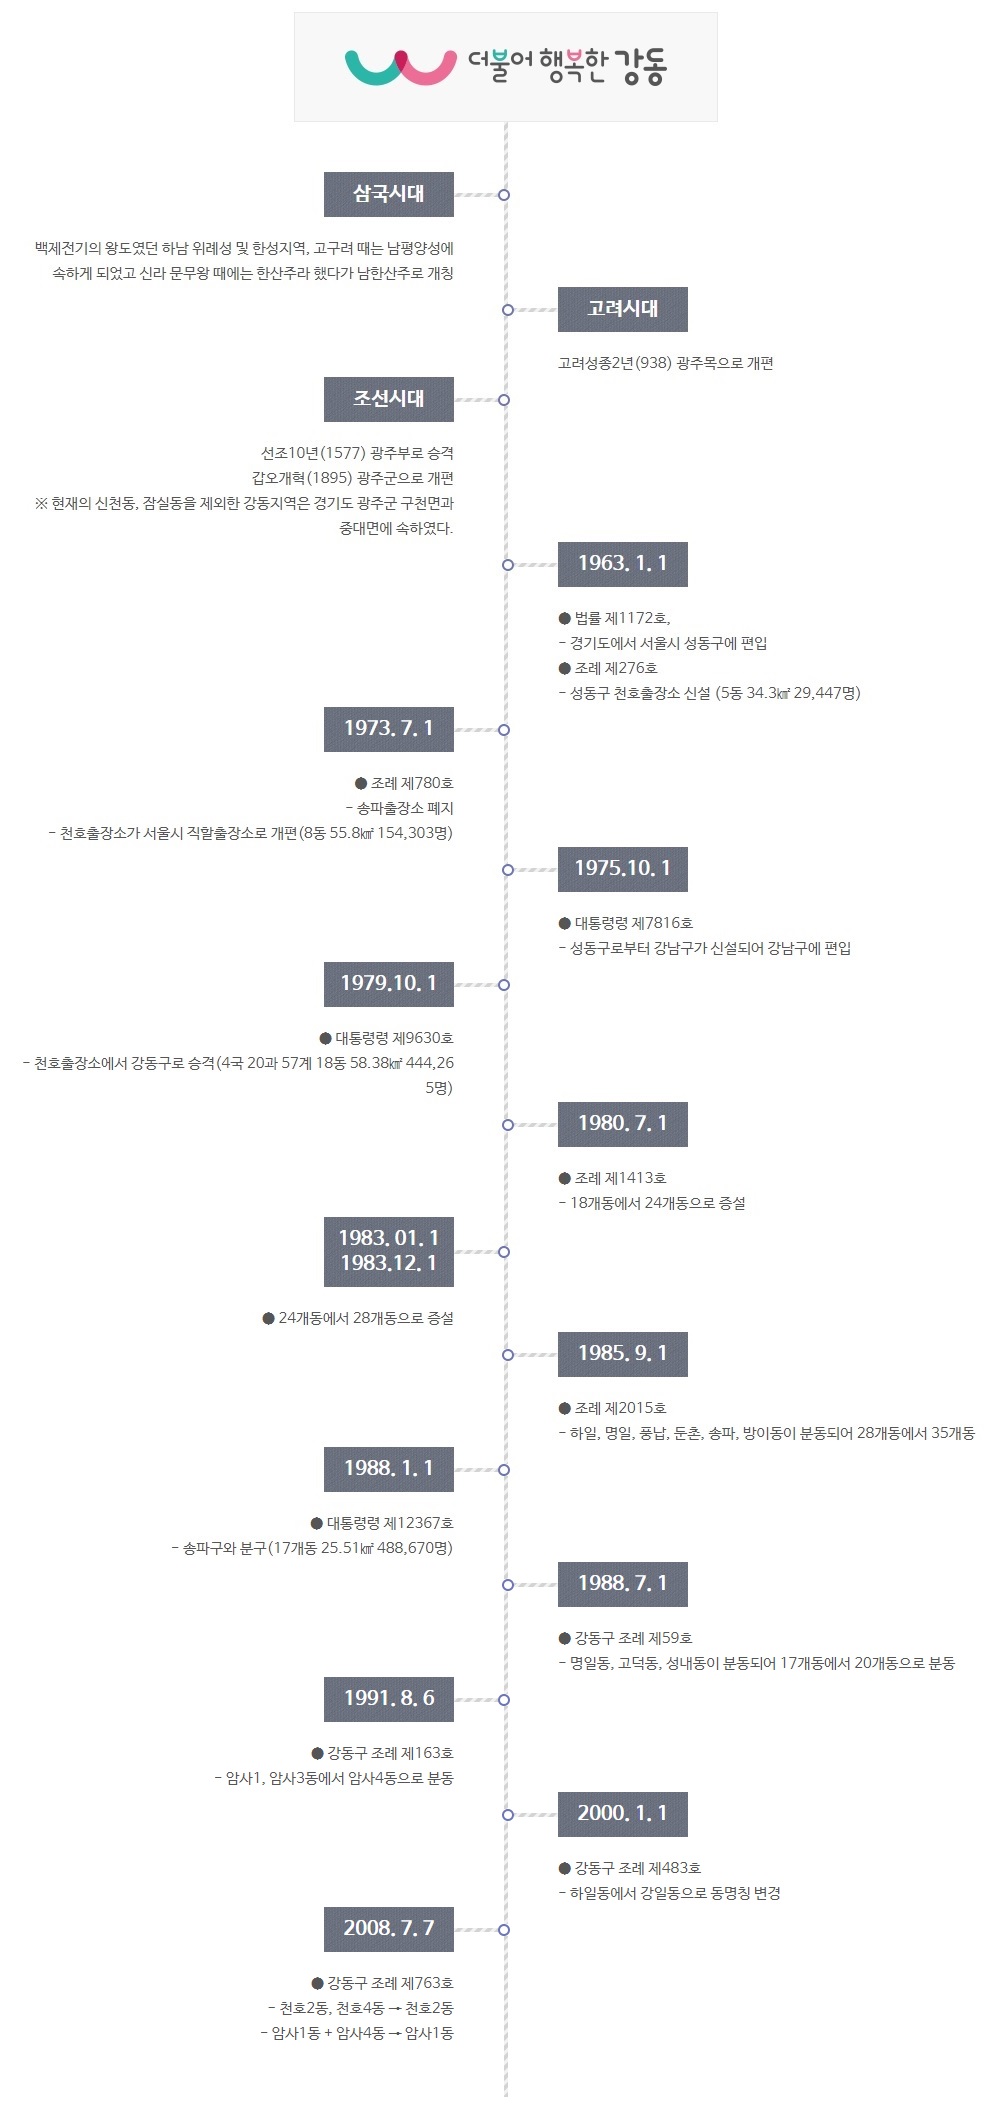 더불어 행복한 강동
삼국시대
백제전기의 왕도였던 하남 위례성 및 한성지역, 고구려 때는 남평양성에
속하게 되었고 신라 문무왕 때에는 한산주라 했다가 남한산주로 개칭
고려시대
고려성종2년(938) 광주목으로 개편
조선시대
선조10년(1577) 광주부로 승격
갑오개혁(1895) 광주군으로 개편
※ 현재의 신천동, 잠실동을 제외한 강동지역은 경기도 광주군 구천면과
중대면에 속하였다.
1963. 1. 1
● 법률 제1172호,
- 경기도에서 서울시 성동구에 편입
● 조례 제276호
- 성동구 천호출장소 신설 (5동 34.3㎢ 29,447명)
1973. 7. 1
● 조례 제780호
- 송파출장소 폐지
- 천호출장소가 서울시 직할출장소로 개편(8동 55.8㎢ 154,303명)
1975.10. 1
● 대통령령 제7816호
- 성동구로부터 강남구가 신설되어 강남구에 편입
1979.10. 1
● 대통령령 제9630호
- 천호출장소에서 강동구로 승격(4국 20과 57계 18동 58.38㎢ 444,26
5명)
1980. 7. 1
● 조례 제1413호
- 18개동에서 24개동으로 증설
1983. 01. 1
1983.12. 1
● 24개동에서 28개동으로 증설
1985. 9. 1
● 조례 제2015호
- 하일, 명일, 풍납, 둔촌, 송파, 방이동이 분동되어 28개동에서 35개동
1988. 1. 1
● 대통령령 제12367호
- 송파구와 분구(17개동 25.51㎢ 488,670명)
1988. 7. 1
● 강동구 조례 제59호
- 명일동, 고덕동, 성내동이 분동되어 17개동에서 20개동으로 분동
1991. 8. 6
● 강동구 조례 제163호
- 암사1, 암사3동에서 암사4동으로 분동
2000. 1. 1
● 강동구 조례 제483호
- 하일동에서 강일동으로 동명칭 변경
2008. 7. 7
● 강동구 조례 제763호
- 천호2동, 천호4동 → 천호2동
- 암사1동 + 암사4동 → 암사1동